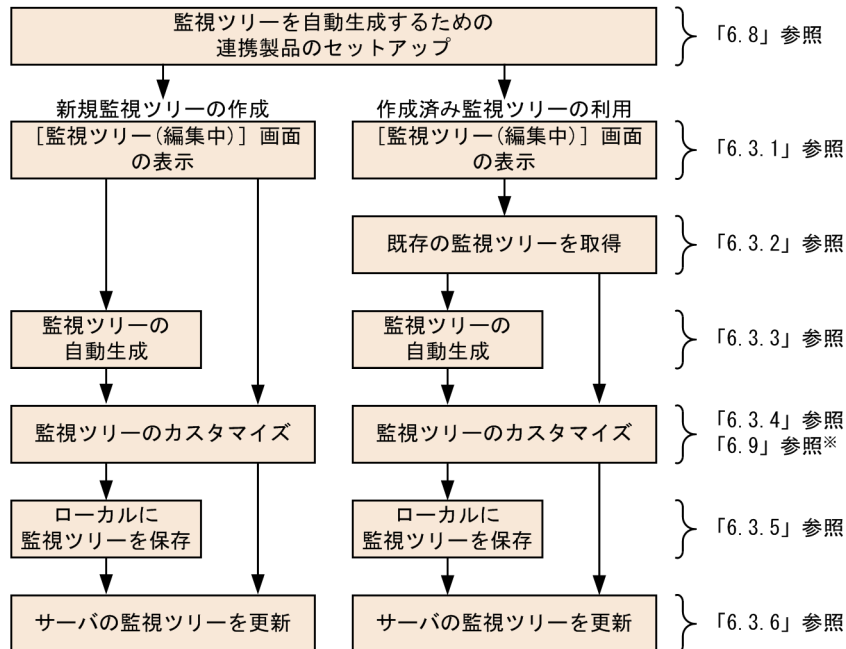 監視ツリーを自動生成するための
連携製品のセットアップ
「6.8」参照
新規監視ツリーの作成
作成済み監視ツリーの利用
[監視ツリー(編集中)] 画面
の表示
[監視ツリー(編集中)] 画面
の表示
「6.3.1」参照
既存の監視ツリーを取得
「6.3.2」参照
監視ツリーの
自動生成
監視ツリーの
自動生成
「6.3.3」参照
監視ツリーのカスタマイズ
監視ツリーのカスタマイズ
「6.3.4」参照
「6.9」参照※
ローカルに
監視ツリーを保存
ローカルに
監視ツリーを保存
「6.3.5」参照
サーバの監視ツリーを更新
サーバの監視ツリーを更新
「6.3.6」参照